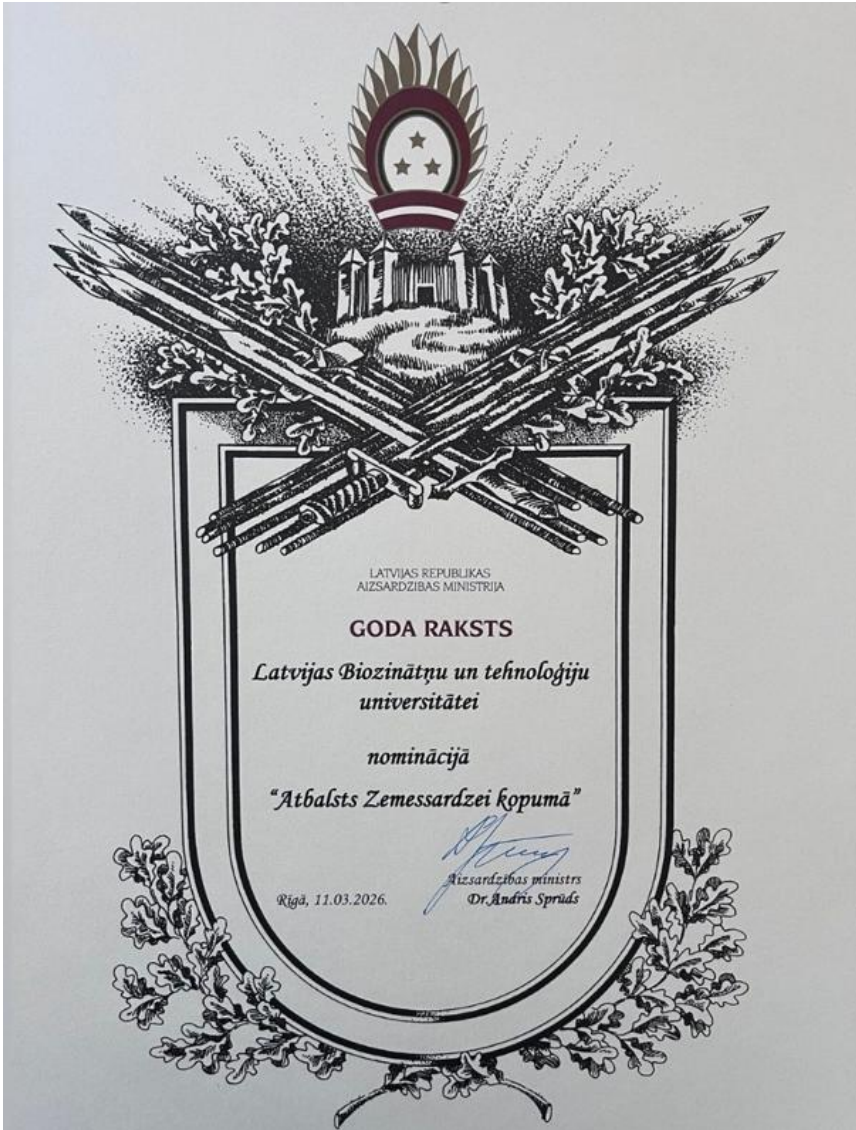 LATVIJAS REPUBLIKAS
AIZSARDZĪBAS MINISTRIJA
GODA RAKSTS
Latvijas Biozinātņu un tehnoloģiju
universitātei
nominācijā
“Atbalsts Zemessardzei kopumā”
Aizsardzības ministrs
Rīgā, 11.03.2026.
Dr. Andris Sprūds